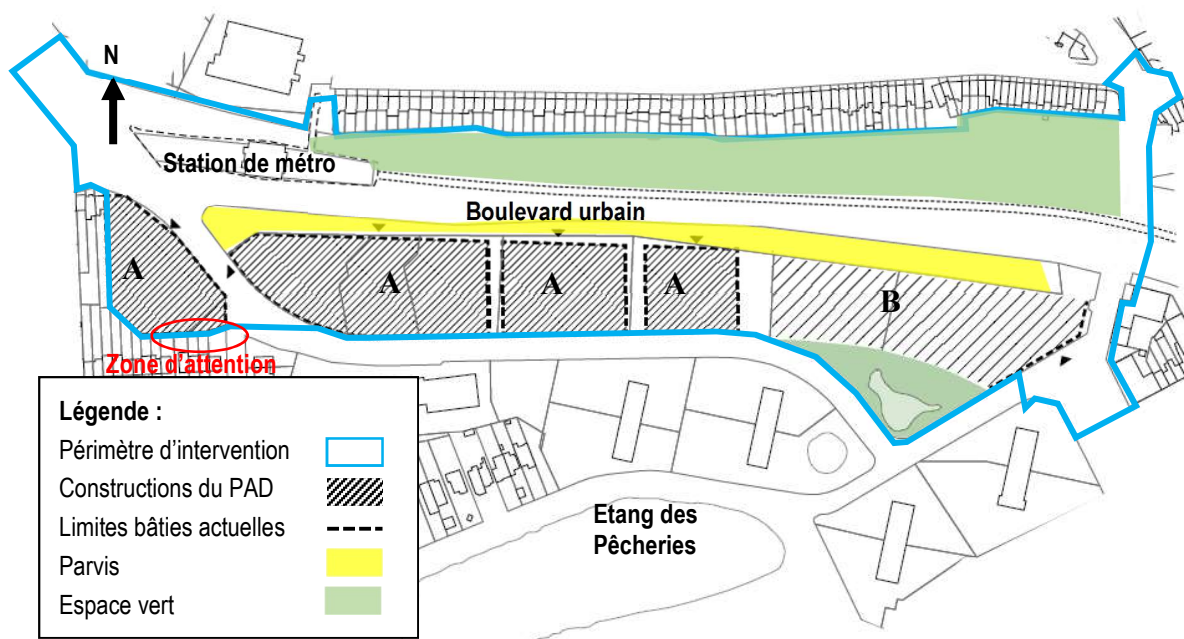 N
Station de métro
Boulevard urbain
A
A
A
A
B
Zone d'attention
Légende :
Périmètre d'intervention
Constructions du PAD
Limites bâties actuelles
Parvis
Espace vert
Etang des
Pêcheries